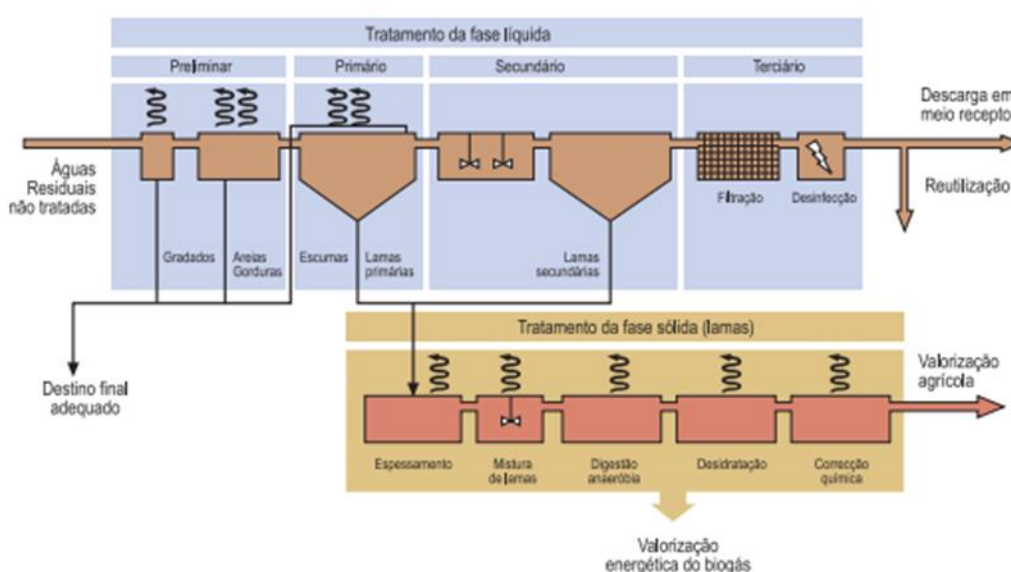 Tratamento da fase líquida
Preliminar
Primário
Secundário
Terciário
Águas
Residuais
não tratadas
Descarga em
meio recepto
Reutilização
Filtração
Desinfecção
Gradados
Areias
Gorduras
Escumas
Lamas
primárias
Lamas
secundárias
Destino final
adequado
Tratamento da fase sólida (lamas)
Valorização
agrícola
Espessamento
Mistura
de lamas
Digestão
anaeróbia
Desidratação
Correcção
química
Valorização
energética do biogás